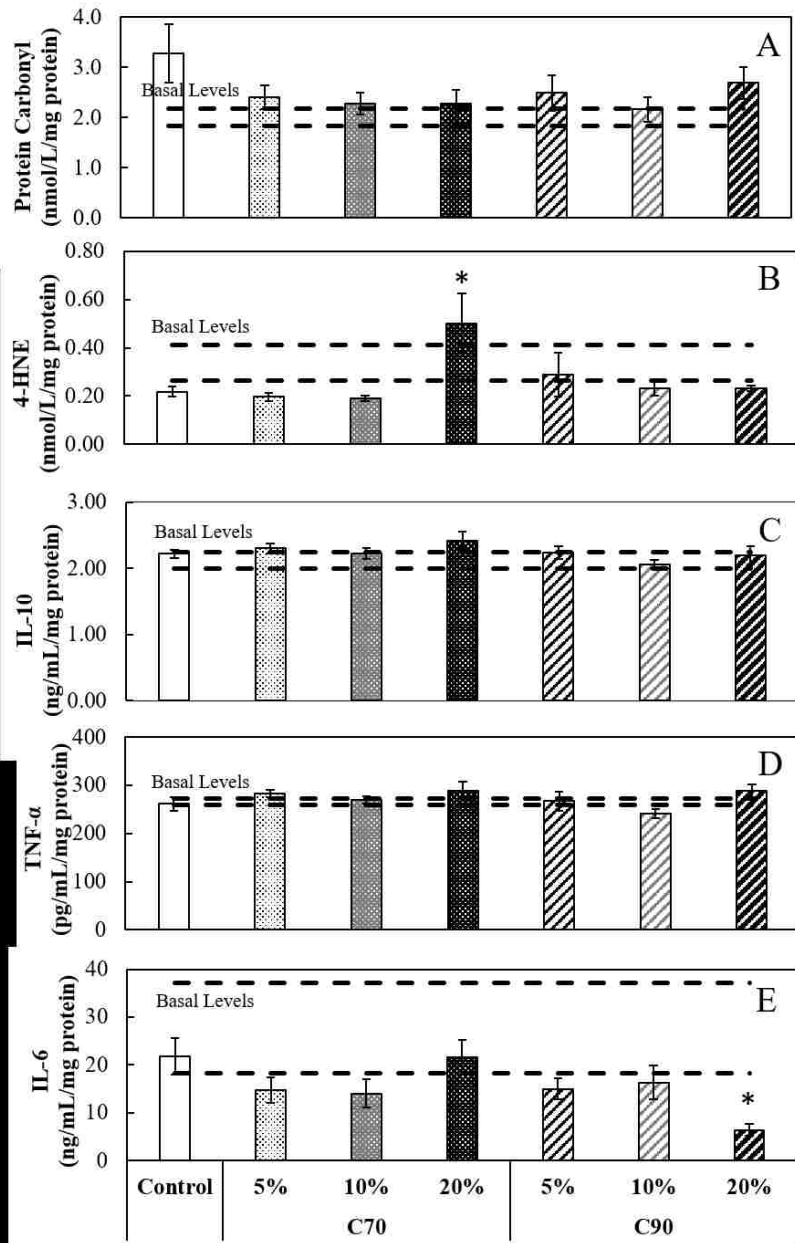 Protein Carbonyl
(nmol/L/mg protein)
4.0
3.0
2.0
1.0
0.0
Basal Levels
A
4-HNE
(nmol/L/mg protein)
0.80
0.60
0.40
0.20
0.00
Basal Levels
*
B
IL-10
(ng/mL/mg protein)
3.00
2.00
1.00
0.00
Basal Levels
C
TNF-α
(pg/mL/mg protein)
400
300
200
100
0
Basal Levels
D
IL-6
(ng/mL/mg protein)
40
30
20
10
0
Basal Levels
E
*
Control 5% 10% 20% 5% 10% 20%
C70 C90